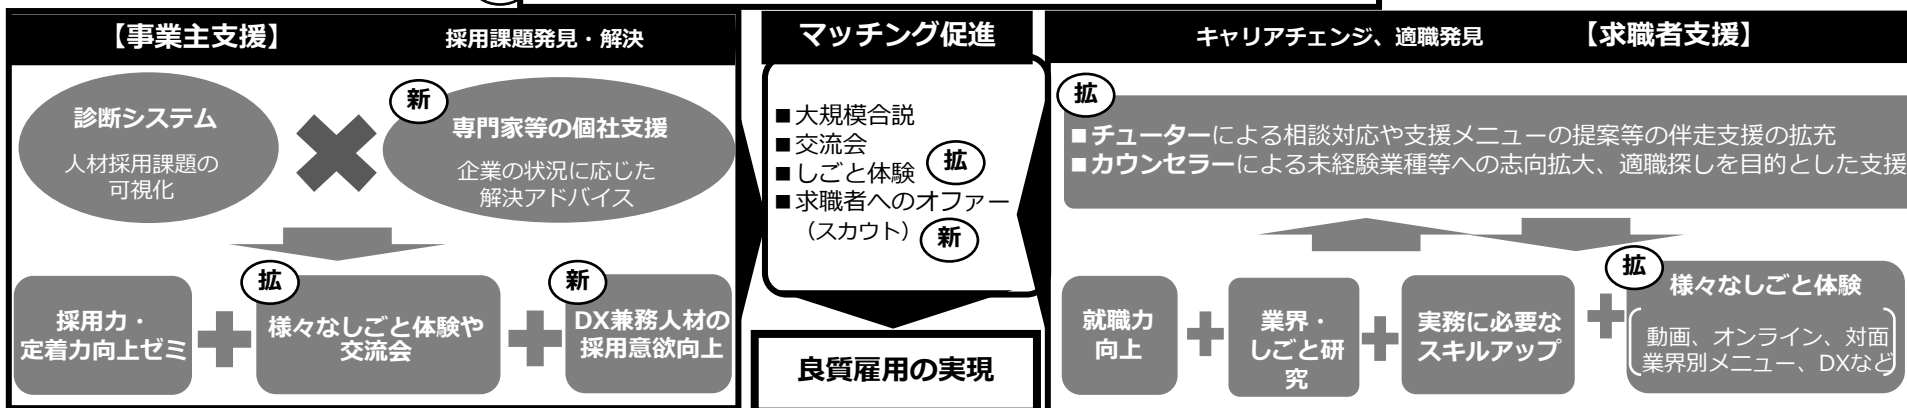 【事業主支援】 採用課題発見・解決
診断システム
人材採用課題の
可視化
新
専門家等の個社支援
企業の状況に応じた
解決アドバイス
採用力・
定着力向上ゼミ
拡
様々なしごと体験や
交流会
新
DX兼務人材の
採用意欲向上
マッチング促進
■大規模合説
■交流会
■しごと体験 拡
■求職者へのオファー
(スカウト) 新
良質雇用の実現
キャリアチェンジ、適職発見 【求職者支援】
拡
■チューターによる相談対応や支援メニューの提案等の伴走支援の拡充
■カウンセラーによる未経験業種等への志向拡大、適職探しを目的とした支援
就職力
向上
業界・
しごと研
究
実務に必要な
スキルアップ
拡
様々なしごと体験
動画、オンライン、対面
業界別メニュー、DXなど